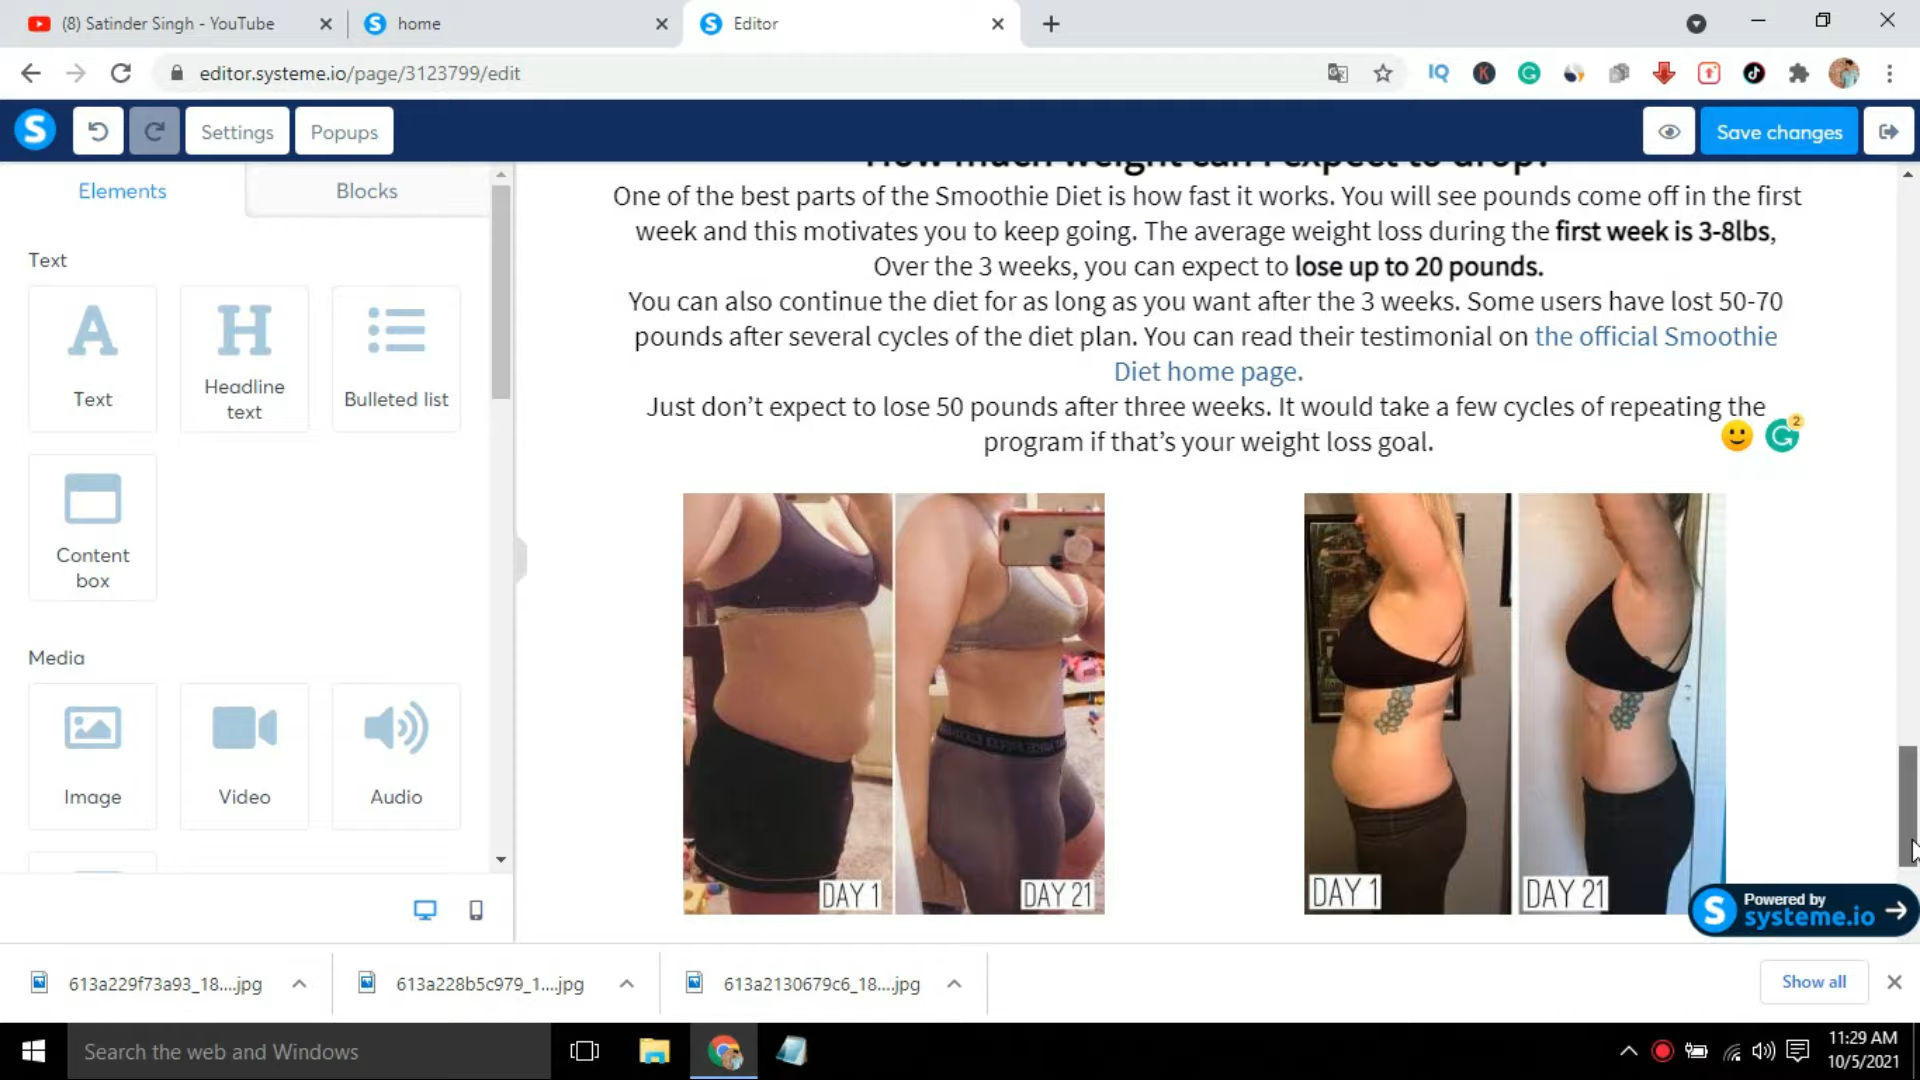 (8) Satinder Singh - YouTube
home
Editor
editor.systeme.io/page/3123799/edit
IQ
K
G
S
Settings
Popups
Save changes
Elements
Blocks
How much weight can I expect to drop?
One of the best parts of the Smoothie Diet is how fast it works. You will see pounds come off in the first
week and this motivates you to keep going. The average weight loss during the first week is 3-8lbs,
Over the 3 weeks, you can expect to lose up to 20 pounds.
You can also continue the diet for as long as you want after the 3 weeks. Some users have lost 50-70
pounds after several cycles of the diet plan. You can read their testimonial on the official Smoothie
Diet home page.
Just don’t expect to lose 50 pounds after three weeks. It would take a few cycles of repeating the
program if that’s your weight loss goal.
2
Text
A
Text
H
Headline
text
Bulleted list
Content
box
Media
Image
Video
Audio
DAY 1
DAY 21
DAY 1
DAY 21
S
Powered by
systeme.io
613a229f73a93_18....jpg
613a228b5c979_1....jpg
613a2130679c6_18....jpg
Show all
Search the web and Windows
11:29 AM
10/5/2021